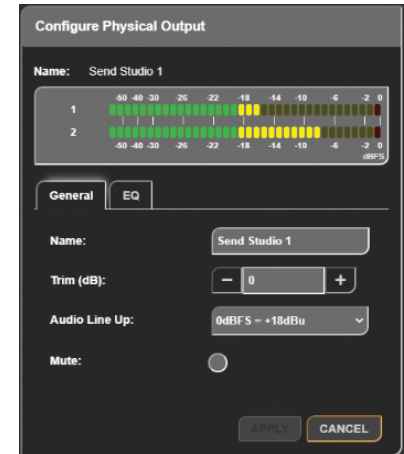 Configure Physical Output
Name: Send Studio 1
-50 -40 -30 -26 -22 -18 -14 -10 -6 -2 0
1
2
-50 -40 -30 -26 -22 -18 -14 -10 -6 -2 0
dBFS
General EQ
Name: Send Studio 1
Trim (dB): − 0 +
Audio Line Up: 0dBFS = +18dBu
Mute:
APPLY CANCEL